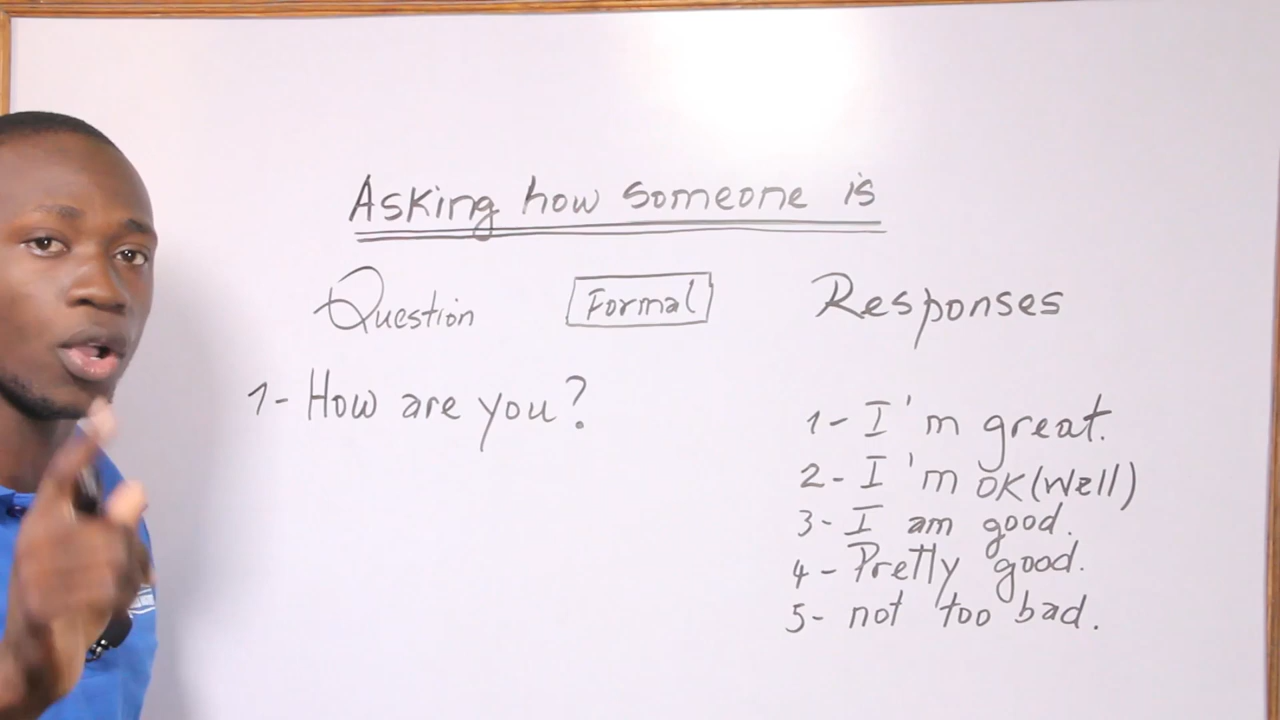 Asking how someone is
Question
Formal
Responses
1- How are you?
1- I'm great.
2- I'm OK(Well)
3- I am good.
4- Pretty good.
5- not too bad.